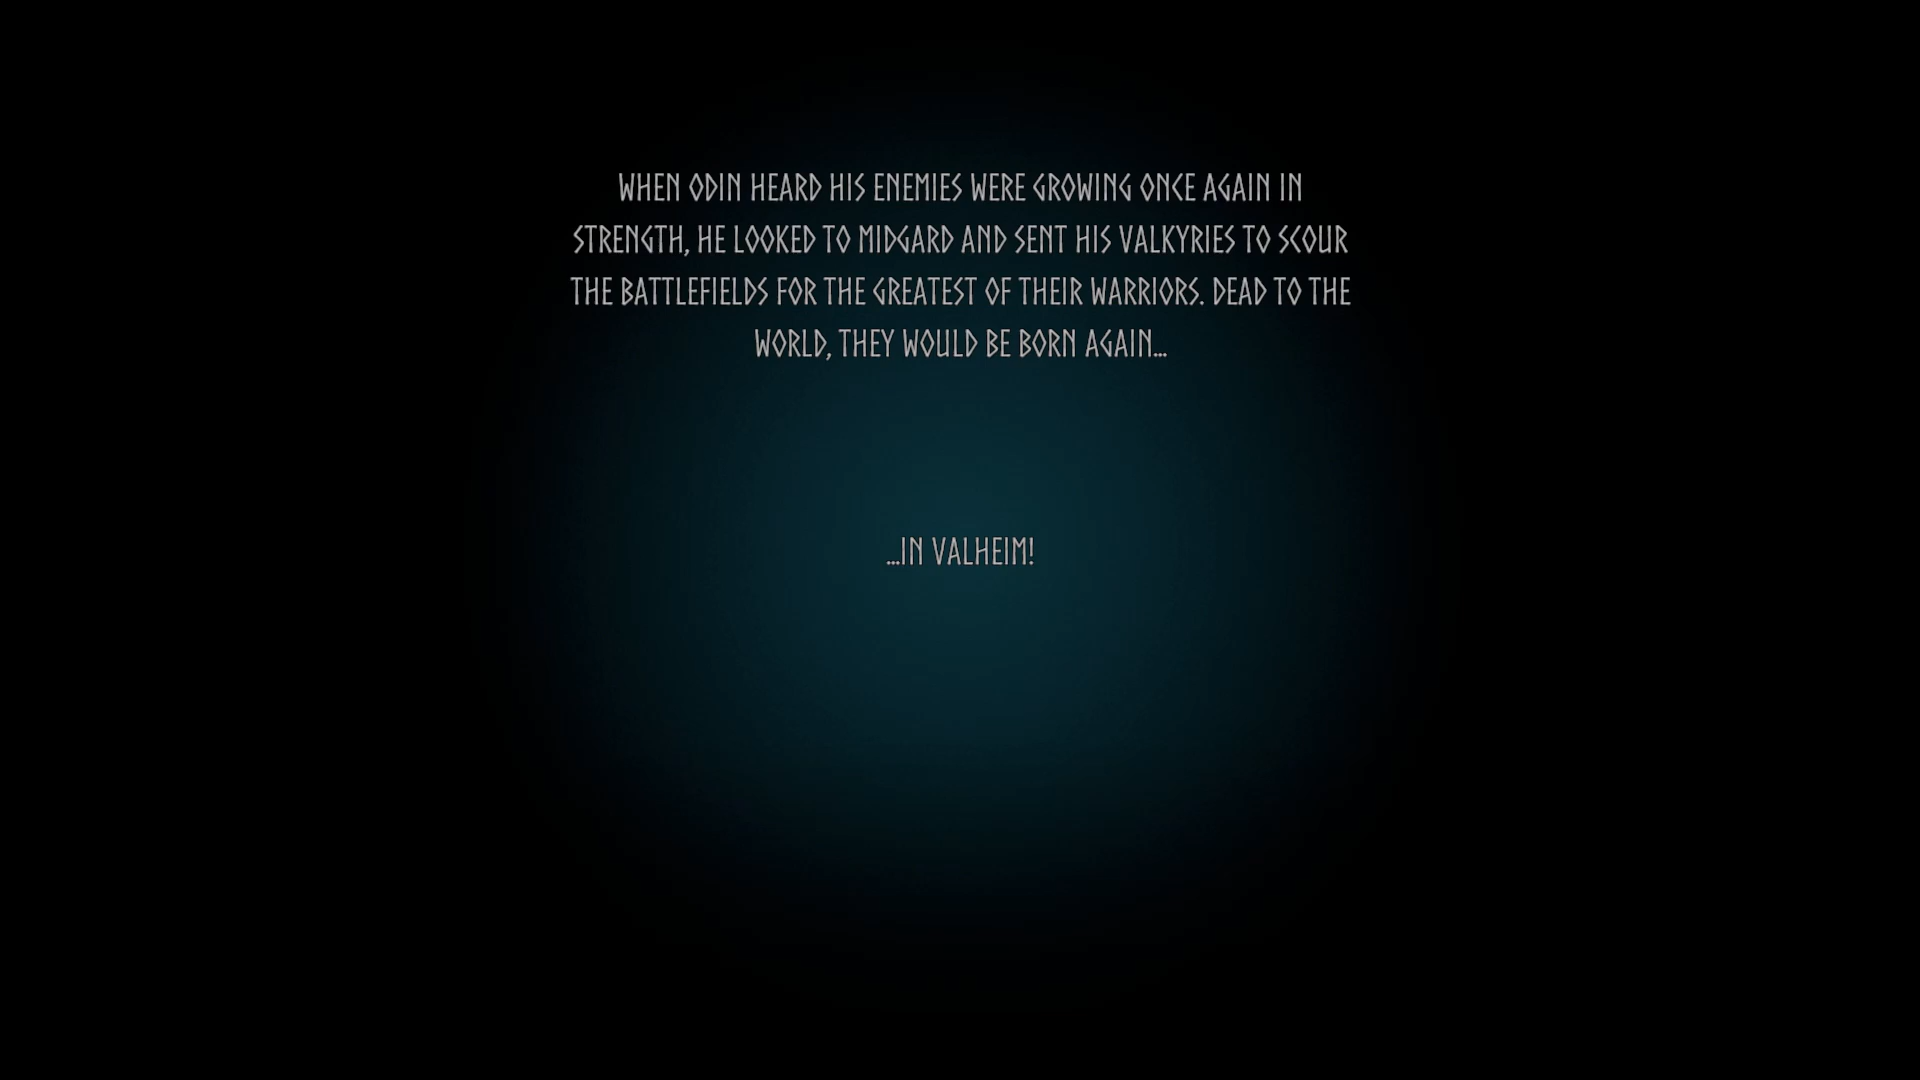 WHEN ODIN HEARD HIS ENEMIES WERE GROWING ONCE AGAIN IN
STRENGTH, HE LOOKED TO MIDGARD AND SENT HIS VALKYRIES TO SCOUR
THE BATTLEFIELDS FOR THE GREATEST OF THEIR WARRIORS. DEAD TO THE
WORLD, THEY WOULD BE BORN AGAIN...
...IN VALHEIM!